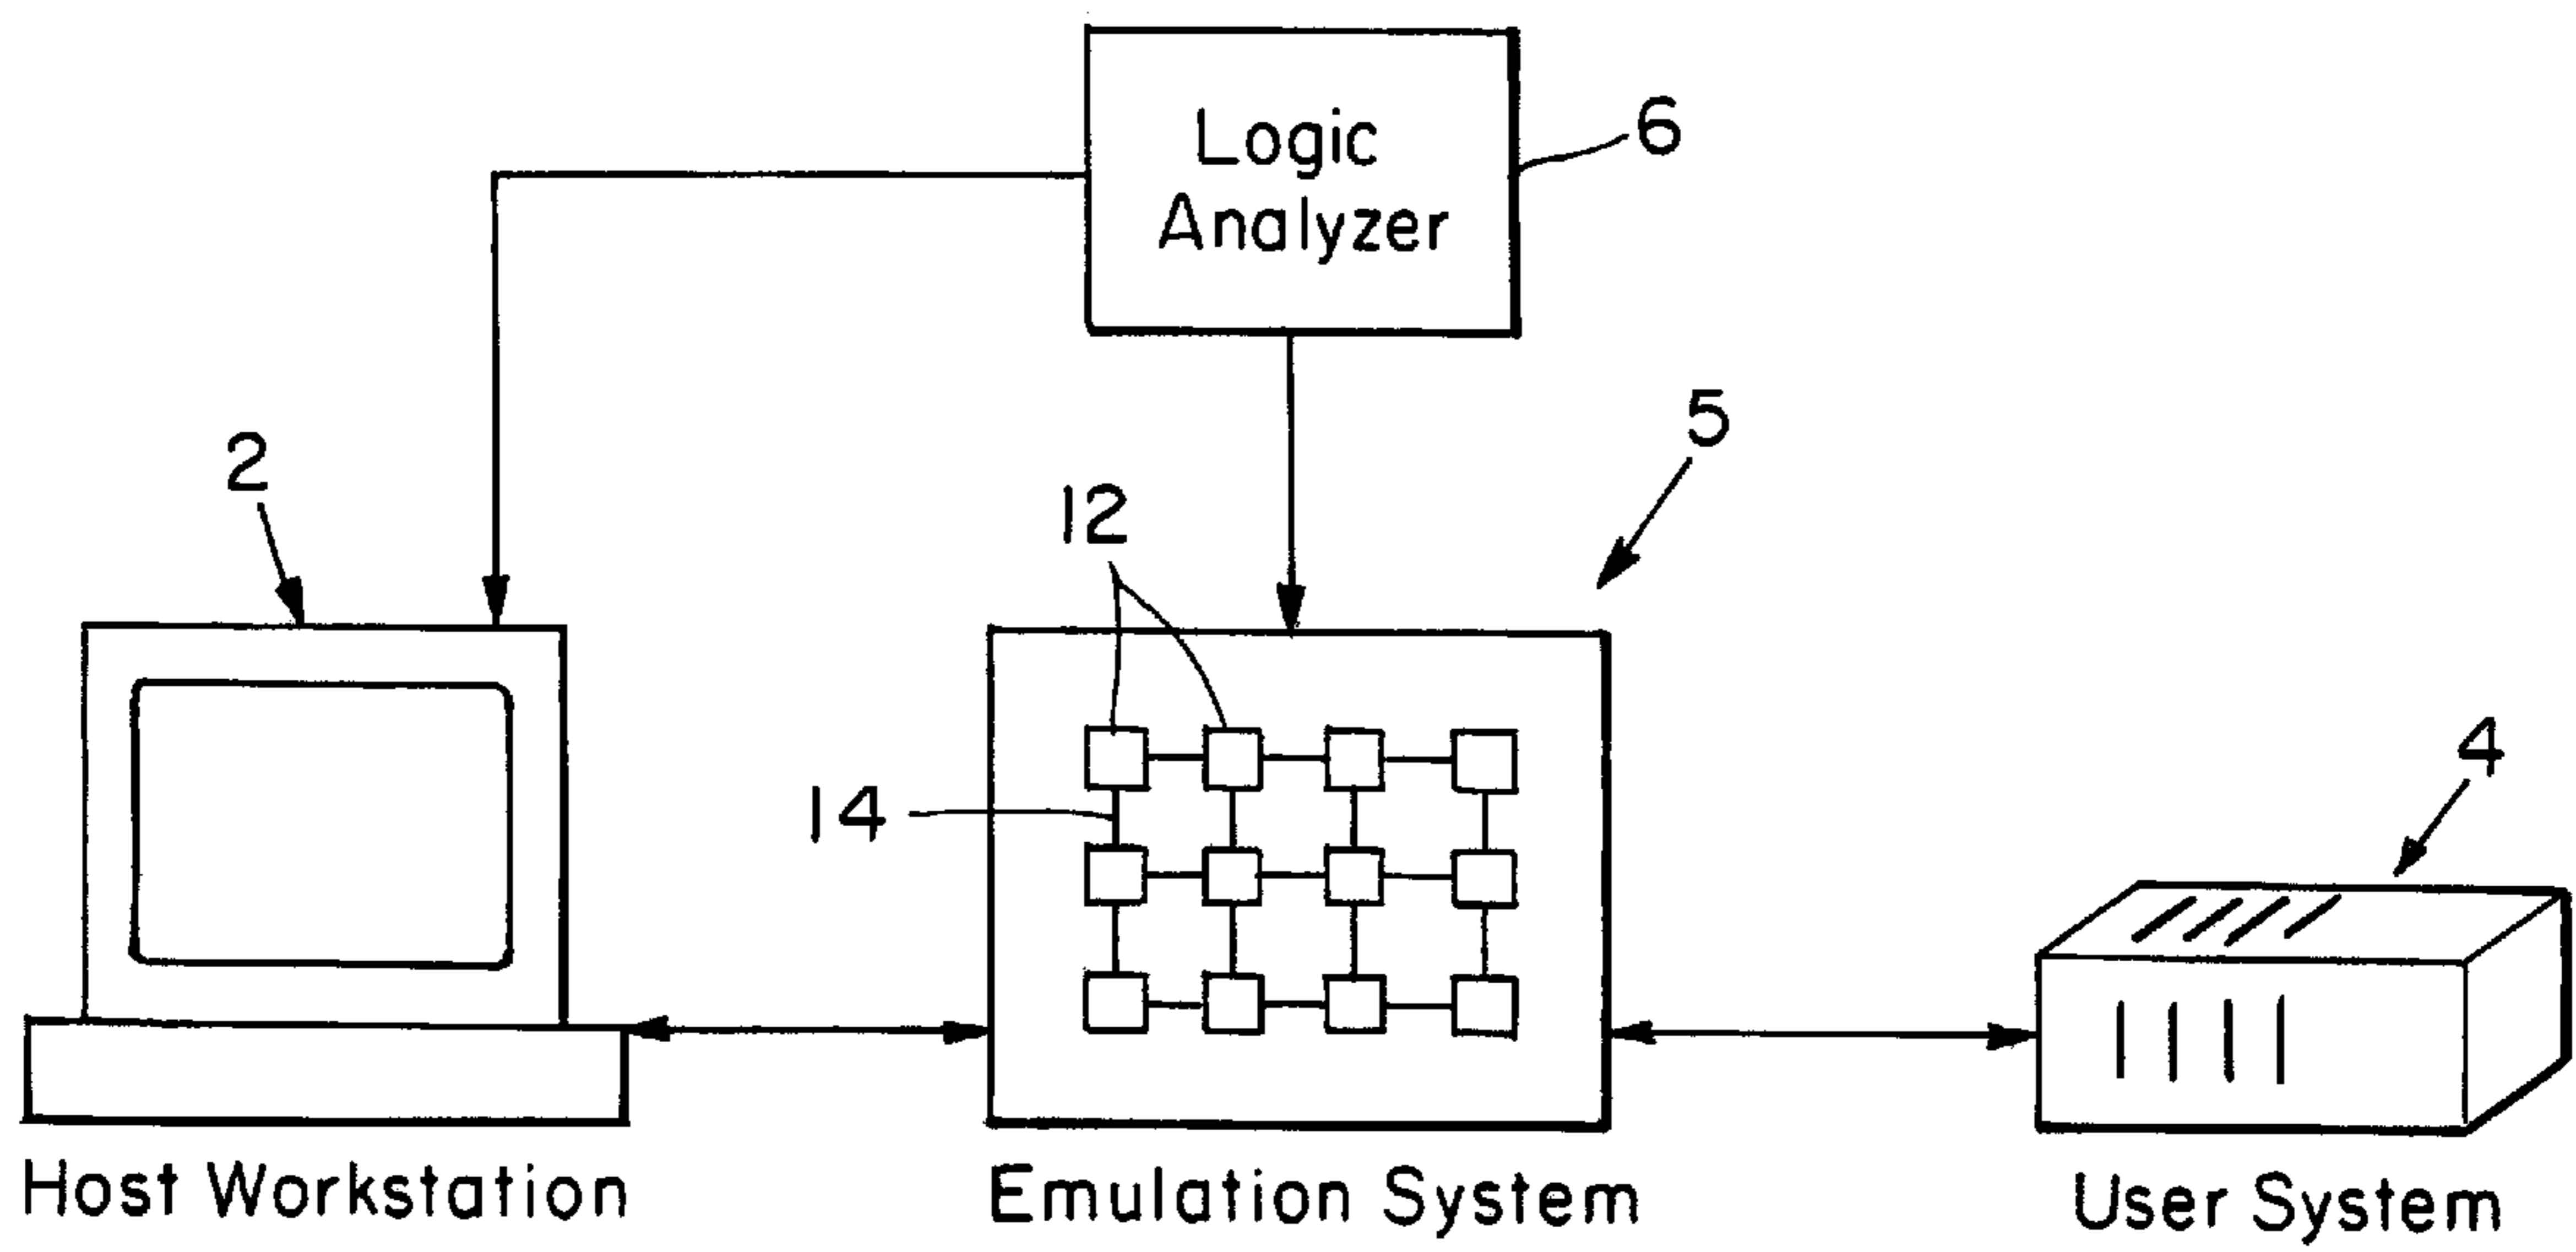 Logic
Analyzer
6
5
2
12
14
4
Host Workstation
Emulation System
User System